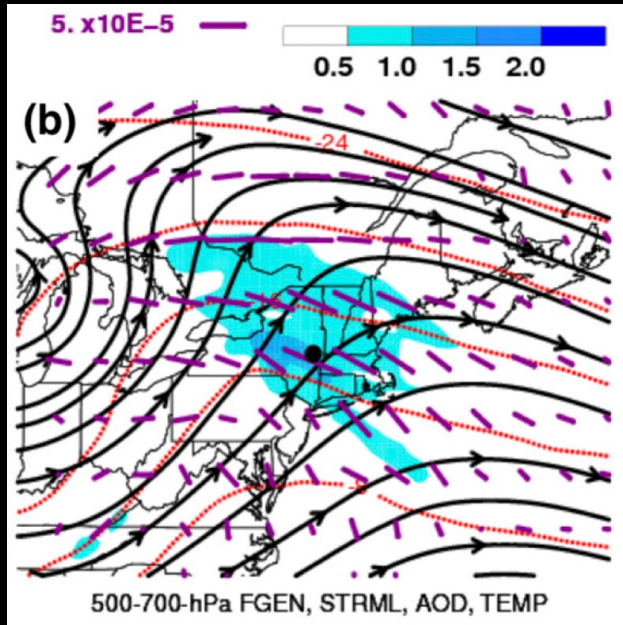 5. x10E−5
0.5 1.0 1.5 2.0
(b)
-24
-8
500-700-hPa FGEN, STRML, AOD, TEMP